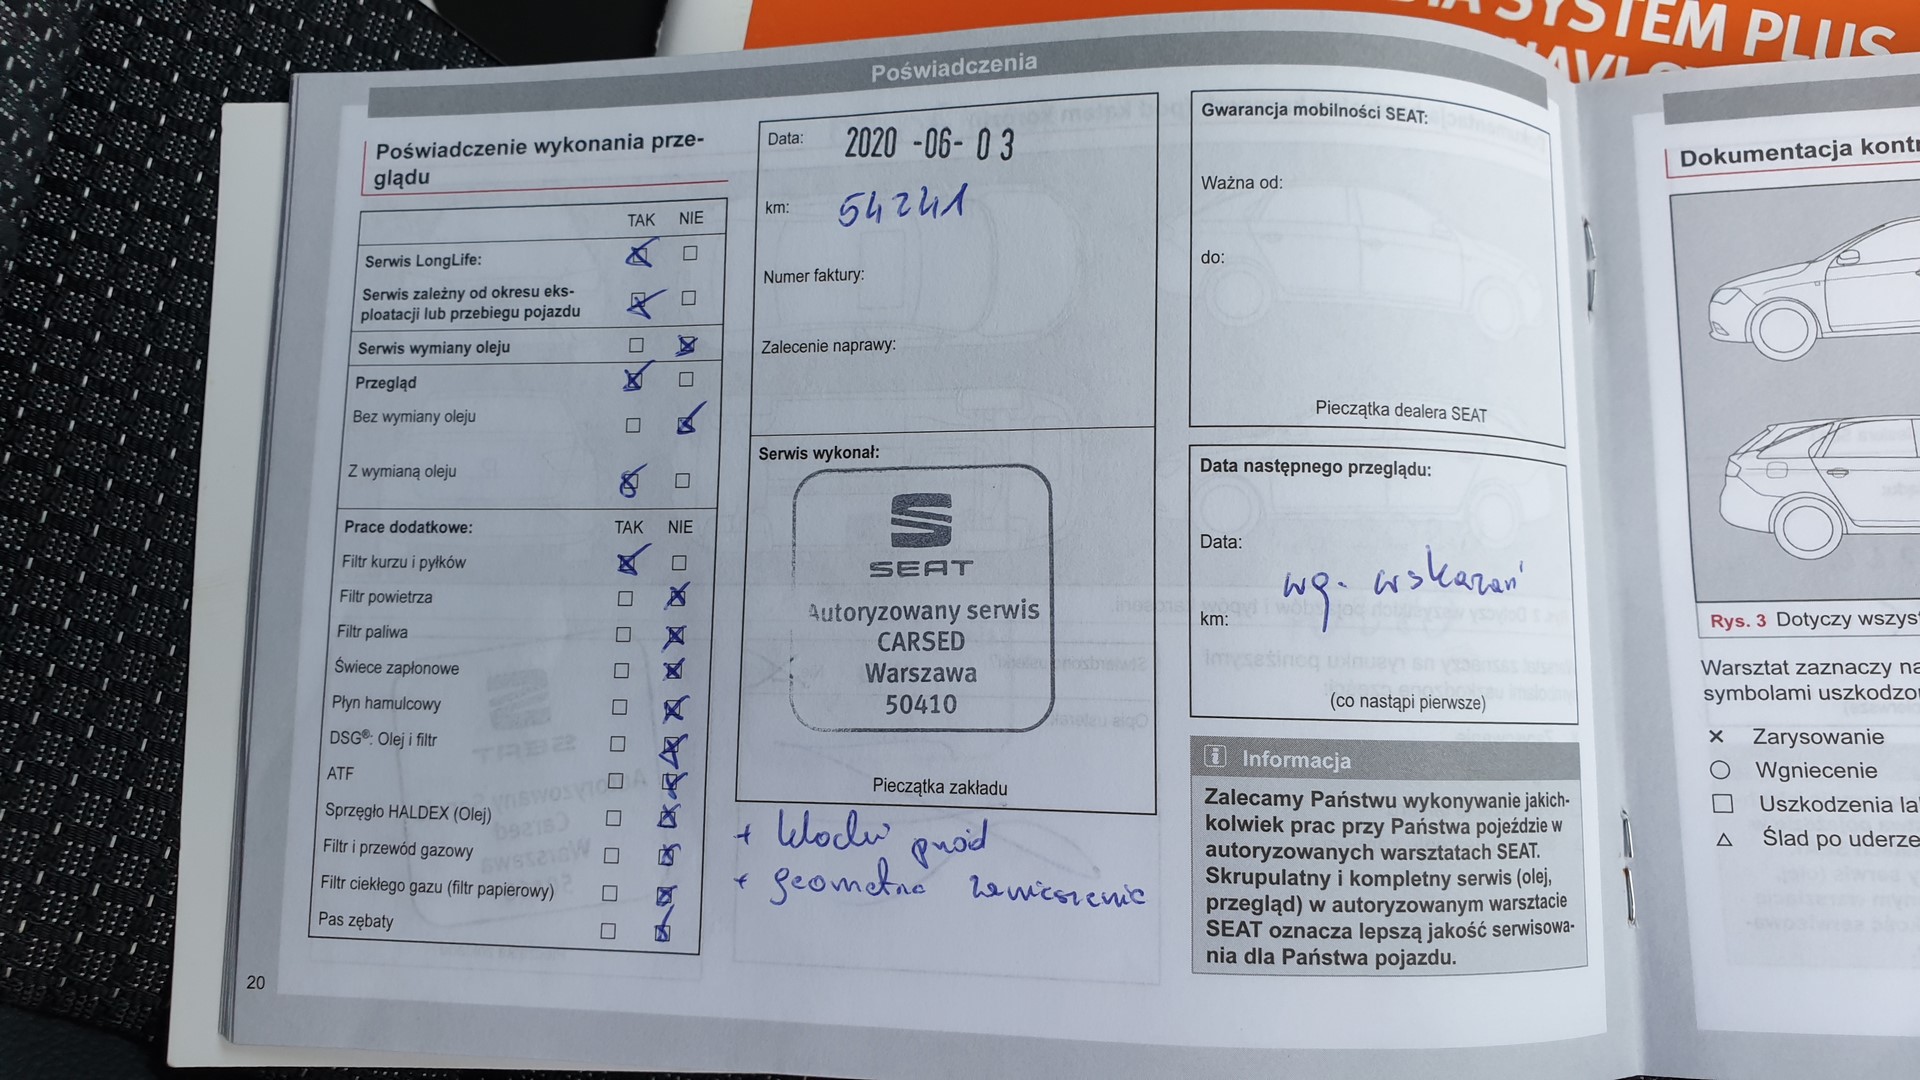 DIA SYSTEM PLUS
NAVI
Poświadczenia
Poświadczenie wykonania prze-
glądu
TAK NIE
Serwis LongLife:
Serwis zależny od okresu eks-
ploatacji lub przebiegu pojazdu
Serwis wymiany oleju
Przegląd
Bez wymiany oleju
Z wymianą oleju
Prace dodatkowe: TAK NIE
Filtr kurzu i pyłków
Filtr powietrza
Filtr paliwa
Świece zapłonowe
Płyn hamulcowy
DSG®: Olej i filtr
ATF
Sprzęgło HALDEX (Olej)
Filtr i przewód gazowy
Filtr ciekłego gazu (filtr papierowy)
Pas zębaty
20
Data: 2020 -06- 03
km: 54241
Numer faktury:
Zalecenie naprawy:
Serwis wykonał:
SEAT
Autoryzowany serwis
CARSED
Warszawa
50410
Pieczątka zakładu
+ klocki przód
+ geometria zawieszenia
Gwarancja mobilności SEAT:
Ważna od:
do:
Pieczątka dealera SEAT
Data następnego przeglądu:
Data:
wg. wskazań
km:
(co nastąpi pierwsze)
i Informacja
Zalecamy Państwu wykonywanie jakich-
kolwiek prac przy Państwa pojeździe w
autoryzowanych warsztatach SEAT.
Skrupulatny i kompletny serwis (olej,
przegląd) w autoryzowanym warsztacie
SEAT oznacza lepszą jakość serwisowa-
nia dla Państwa pojazdu.
Dokumentacja kontr
Rys. 3 Dotyczy wszys
Warsztat zaznaczy na
symbolami uszkodzo
Zarysowanie
Wgniecenie
Uszkodzenia la
Ślad po uderze